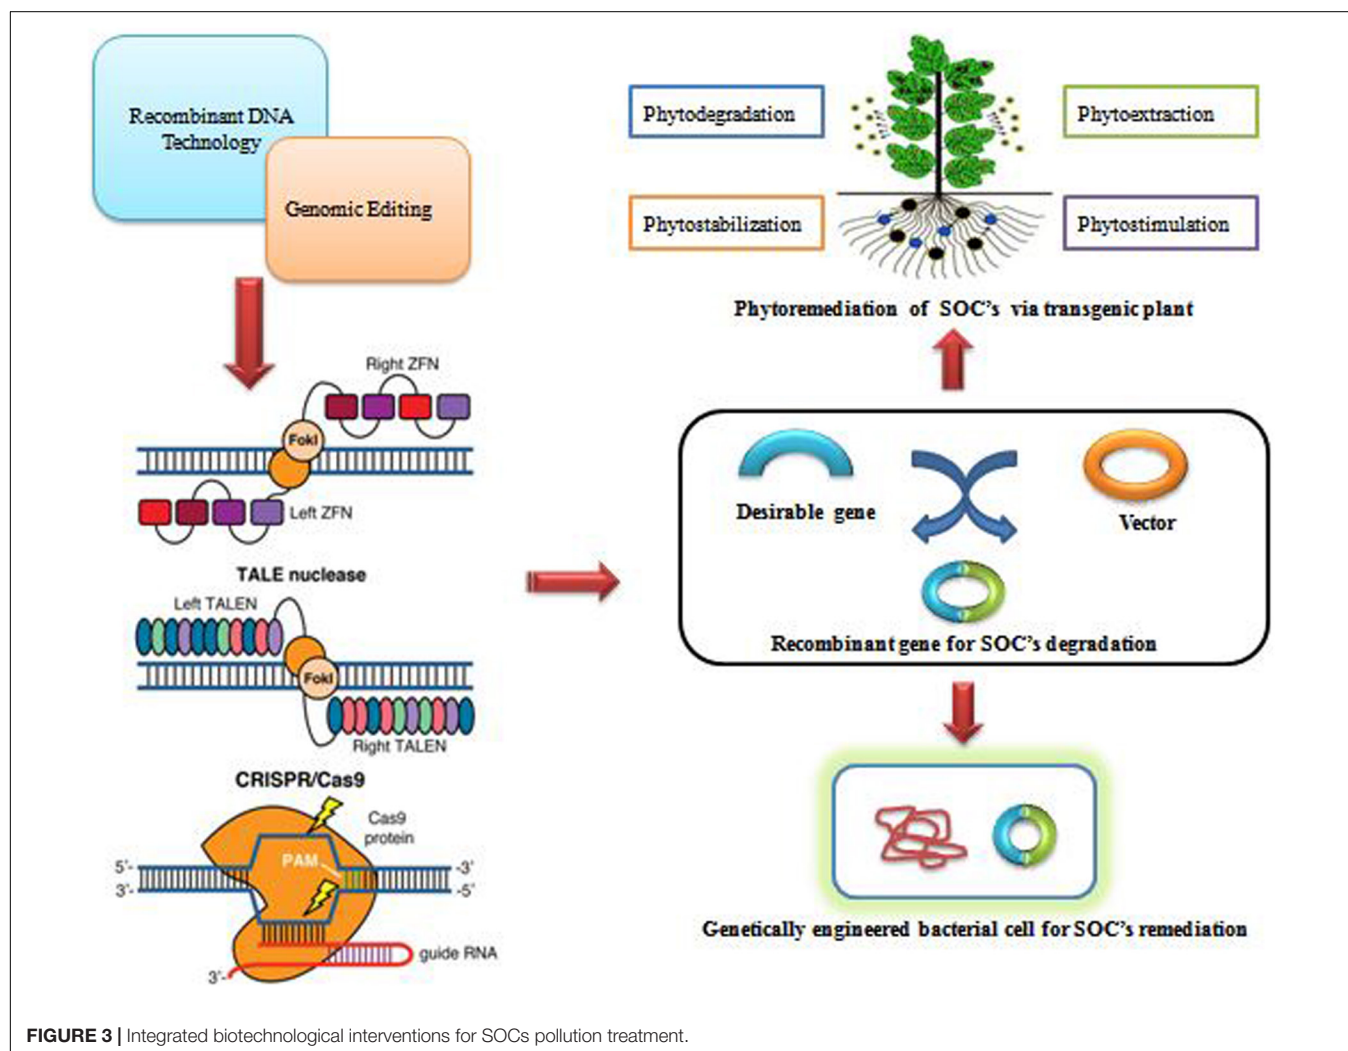 Recombinant DNA
Technology
Genomic Editing
Right ZFN
FokI
Left ZFN
TALE nuclease
Left TALEN
FokI
Right TALEN
CRISPR/Cas9
Cas9
protein
PAM
5'-
-3'
3'-
-5'
guide RNA
3'-
Phytodegradation
Phytoextraction
Phytostabilization
Phytostimulation
Phytoremediation of SOC's via transgenic plant
Desirable gene
Vector
Recombinant gene for SOC's degradation
Genetically engineered bacterial cell for SOC's remediation
FIGURE 3 | Integrated biotechnological interventions for SOCs pollution treatment.